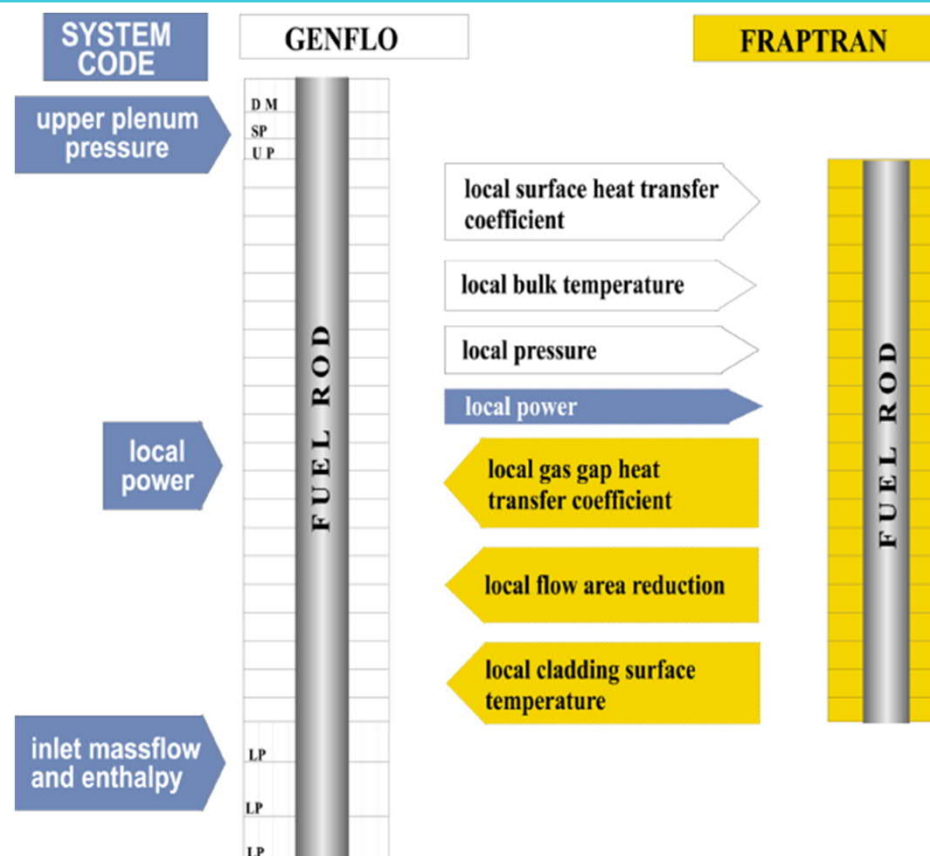 SYSTEM
CODE
GENFLO
FRAPTRAN
upper plenum
pressure
D M
SP
U P
local surface heat transfer
coefficient
local bulk temperature
local pressure
local power
FUEL ROD
FUEL ROD
local
power
local gas gap heat
transfer coefficient
local flow area reduction
local cladding surface
temperature
inlet massflow
and enthalpy
LP
LP
LP